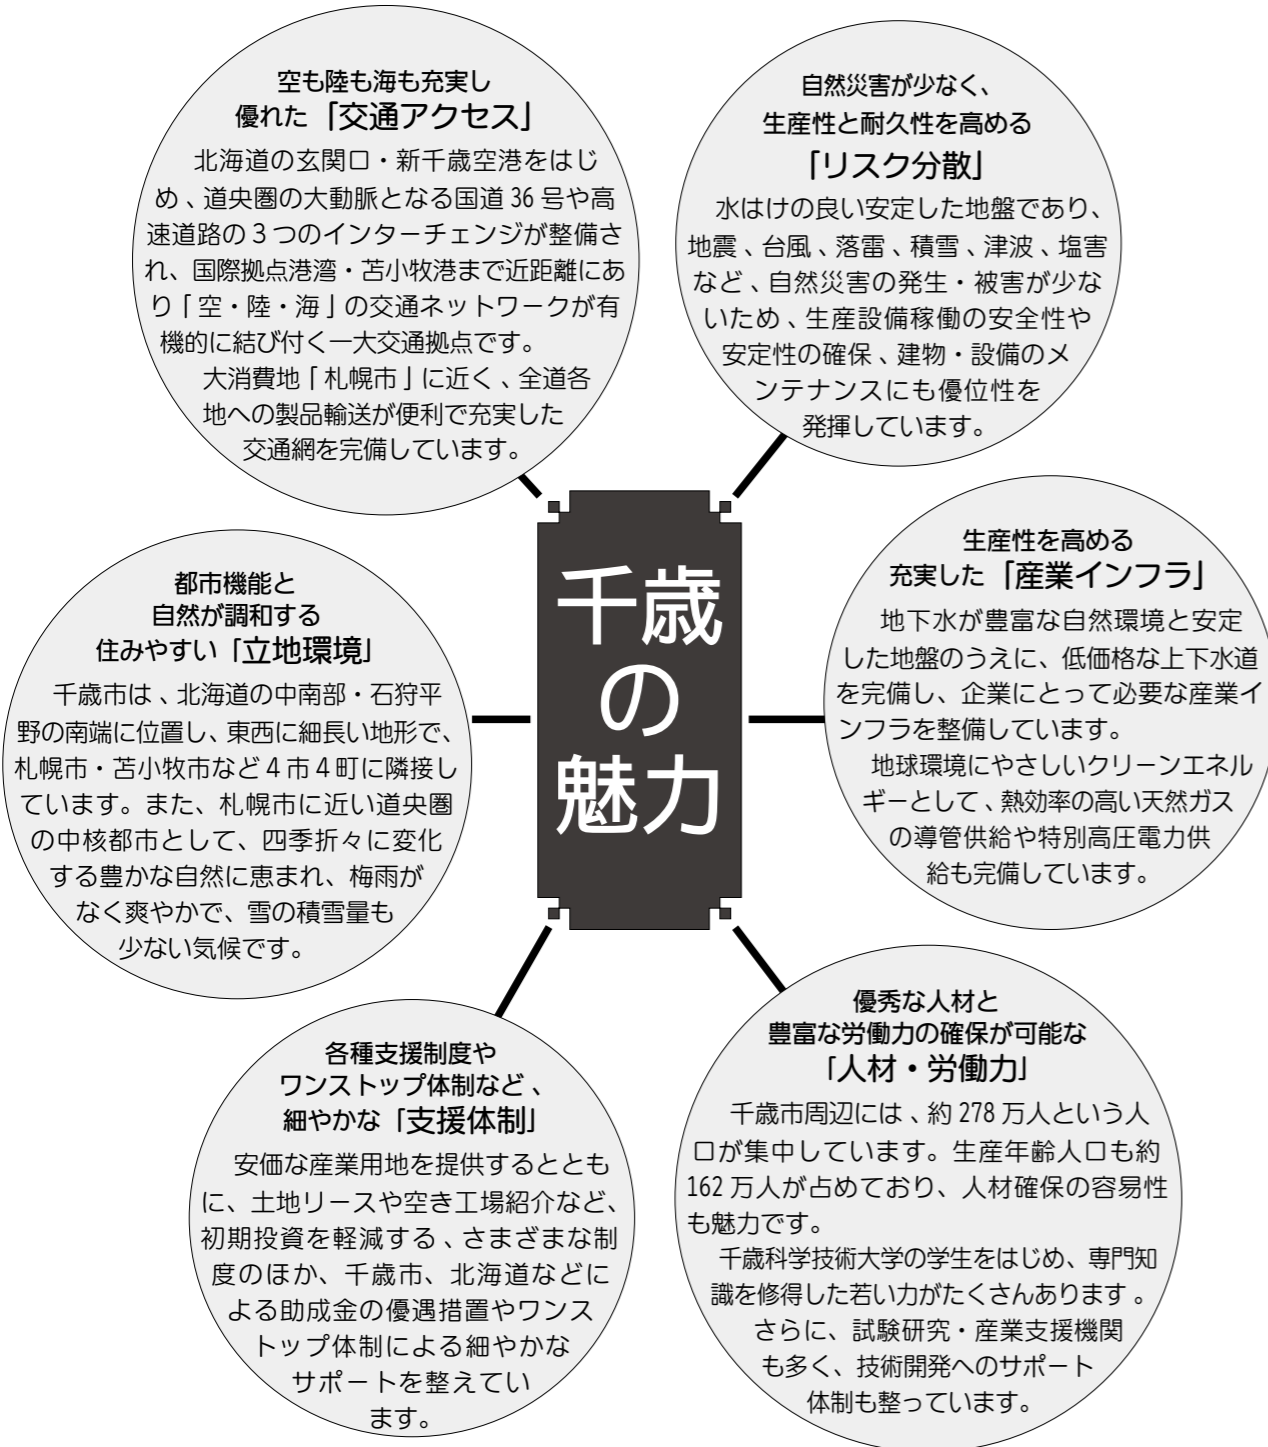 空も陸も海も充実し
優れた「交通アクセス」
北海道の玄関口・新千歳空港をはじ
め、道央圏の大動脈となる国道 36 号や高
速道路の３つのインターチェンジが整備さ
れ、国際拠点港湾・苫小牧港まで近距離にあ
り「空・陸・海」の交通ネットワークが有
機的に結び付く一大交通拠点です。
大消費地「札幌市」に近く、全道各
地への製品輸送が便利で充実した
交通網を完備しています。
自然災害が少なく、
生産性と耐久性を高める
「リスク分散」
水はけの良い安定した地盤であり、
地震、台風、落雷、積雪、津波、塩害
など、自然災害の発生・被害が少な
いため、生産設備稼働の安全性や
安定性の確保、建物・設備のメ
ンテナンスにも優位性を
発揮しています。
千歳
の
魅力
都市機能と
自然が調和する
住みやすい「立地環境」
千歳市は、北海道の中南部・石狩平
野の南端に位置し、東西に細長い地形で、
札幌市・苫小牧市など４市４町に隣接し
ています。また、札幌市に近い道央圏
の中核都市として、四季折々に変化
する豊かな自然に恵まれ、梅雨が
なく爽やかで、雪の積雪量も
少ない気候です。
生産性を高める
充実した「産業インフラ」
地下水が豊富な自然環境と安定
した地盤のうえに、低価格な上下水道
を完備し、企業にとって必要な産業イ
ンフラを整備しています。
地球環境にやさしいクリーンエネル
ギーとして、熱効率の高い天然ガス
の導管供給や特別高圧電力供
給も完備しています。
各種支援制度や
ワンストップ体制など、
細やかな「支援体制」
安価な産業用地を提供するととも
に、土地リースや空き工場紹介など、
初期投資を軽減する、さまざまな制
度のほか、千歳市、北海道などに
よる助成金の優遇措置やワンス
トップ体制による細やかな
サポートを整えてい
ます。
優秀な人材と
豊富な労働力の確保が可能な
「人材・労働力」
千歳市周辺には、約 278 万人という人
口が集中しています。生産年齢人口も約
162 万人が占めており、人材確保の容易性
も魅力です。
千歳科学技術大学の学生をはじめ、専門知
識を修得した若い力がたくさんあります。
さらに、試験研究・産業支援機関
も多く、技術開発へのサポート
体制も整っています。